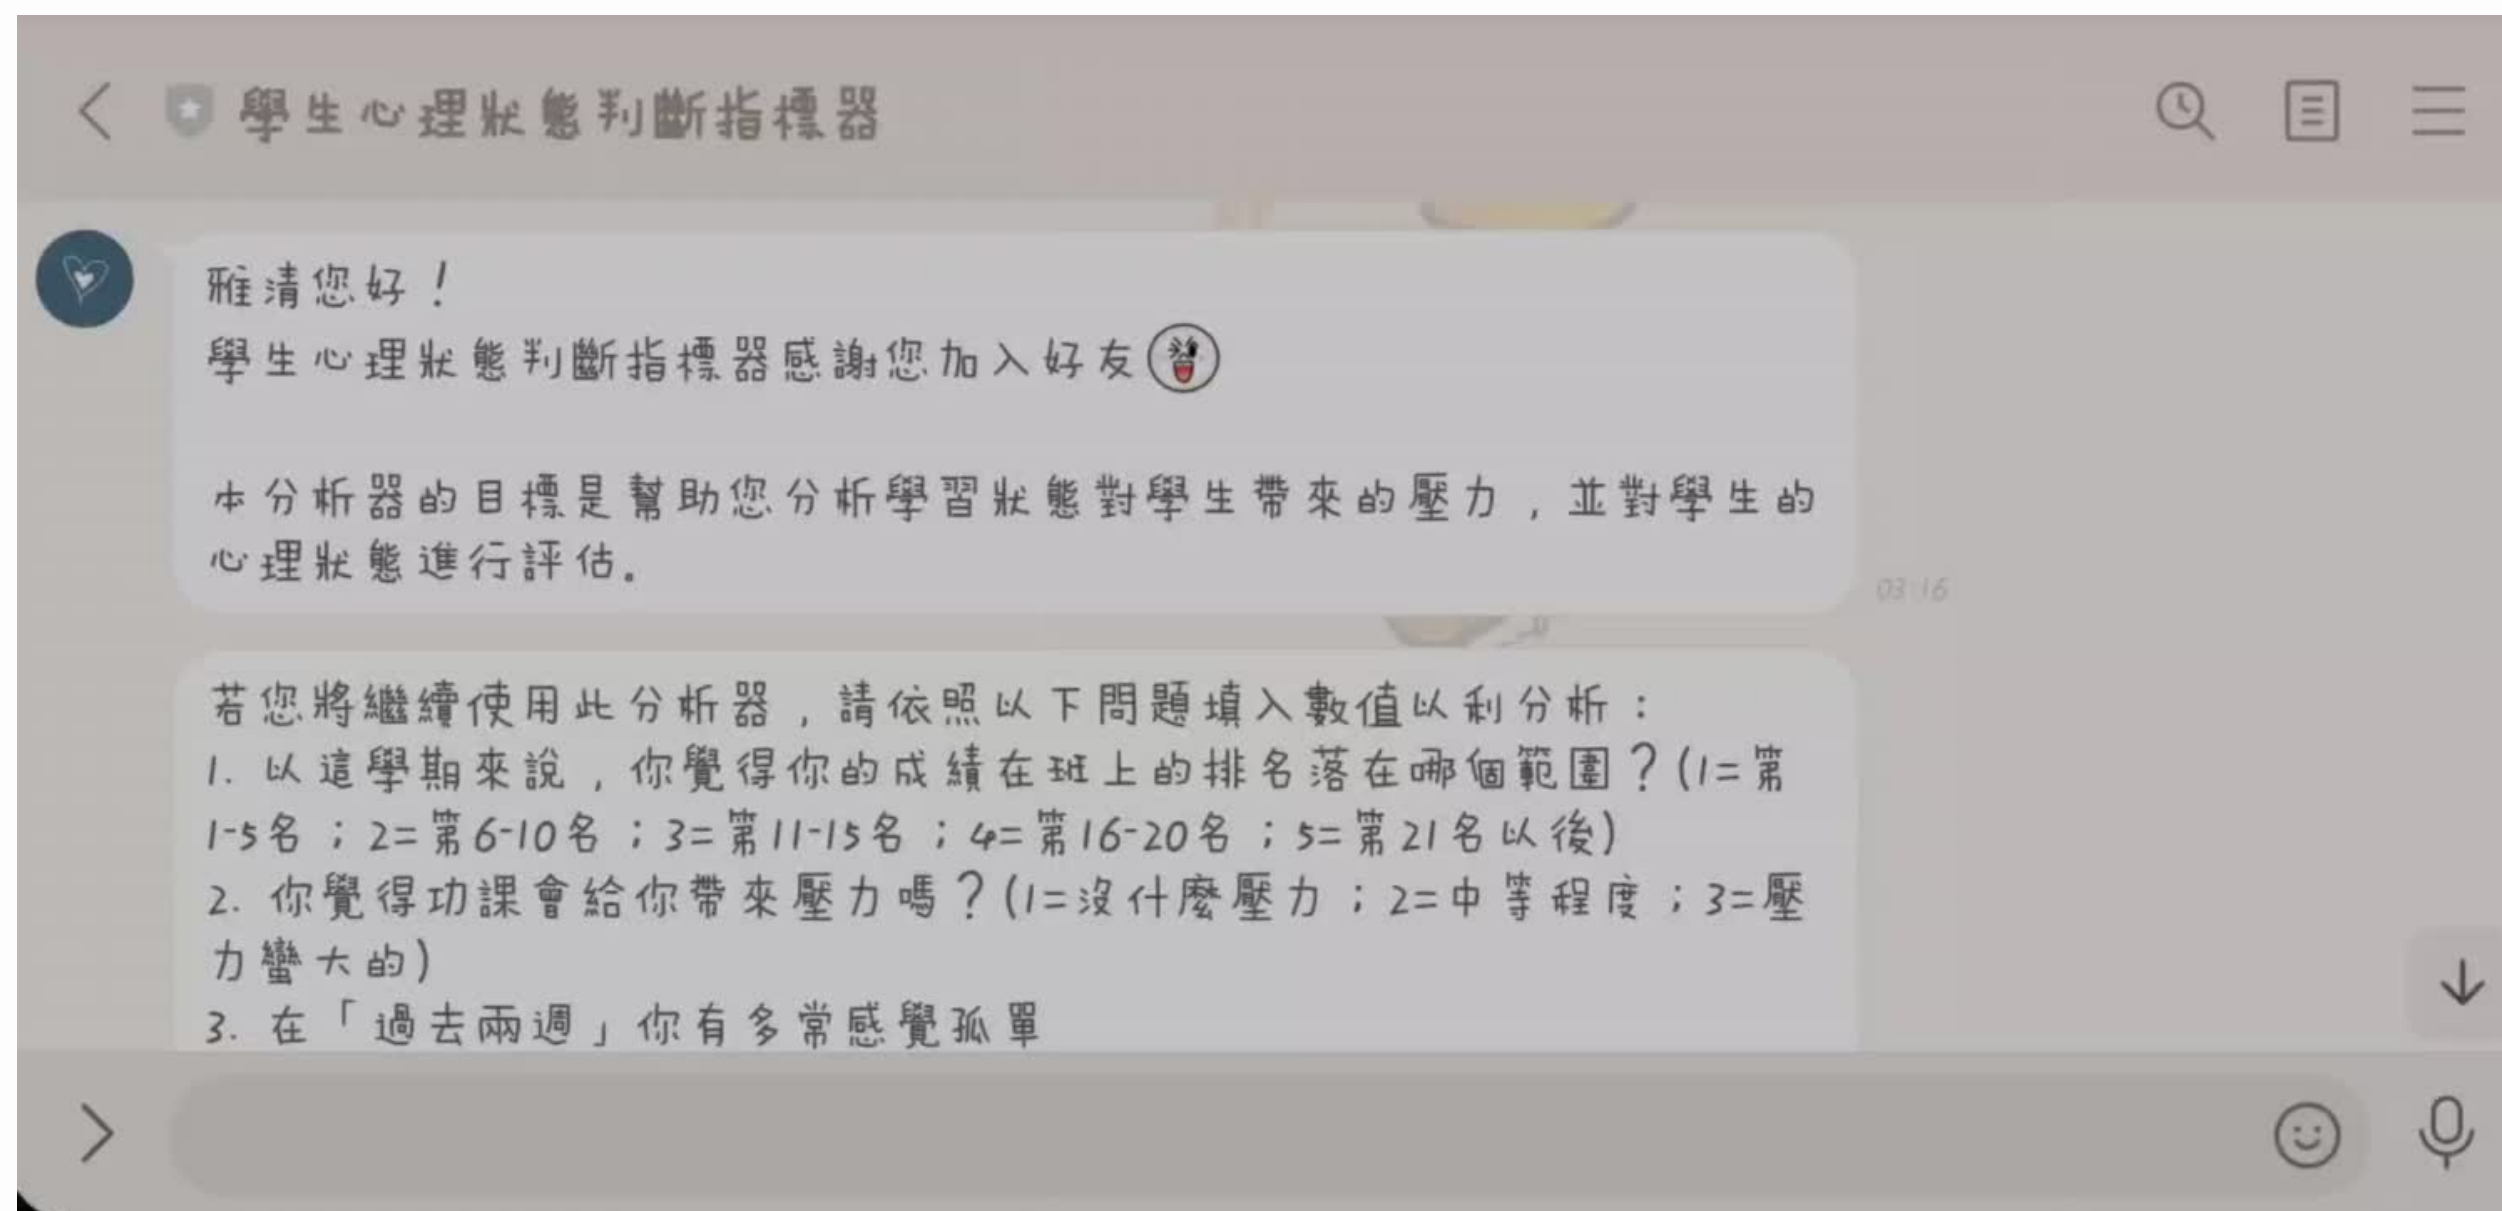 學生心理狀態判斷指標器
雅清您好！
學生心理狀態判斷指標器感謝您加入好友
本分析器的目標是幫助您分析學習狀態對學生帶來的壓力，並對學生的
心理狀態進行評估。
03:16
若您將繼續使用此分析器，請依照以下問題填入數值以利分析：
1. 以這學期來說，你覺得你的成績在班上的排名落在哪個範圍？(1=第
1-5名；2=第6-10名；3=第11-15名；4=第16-20名；5=第21名以後)
2. 你覺得功課會給你帶來壓力嗎？(1=沒什麼壓力；2=中等程度；3=壓
力蠻大的)
3. 在「過去兩週」你有多常感覺孤單